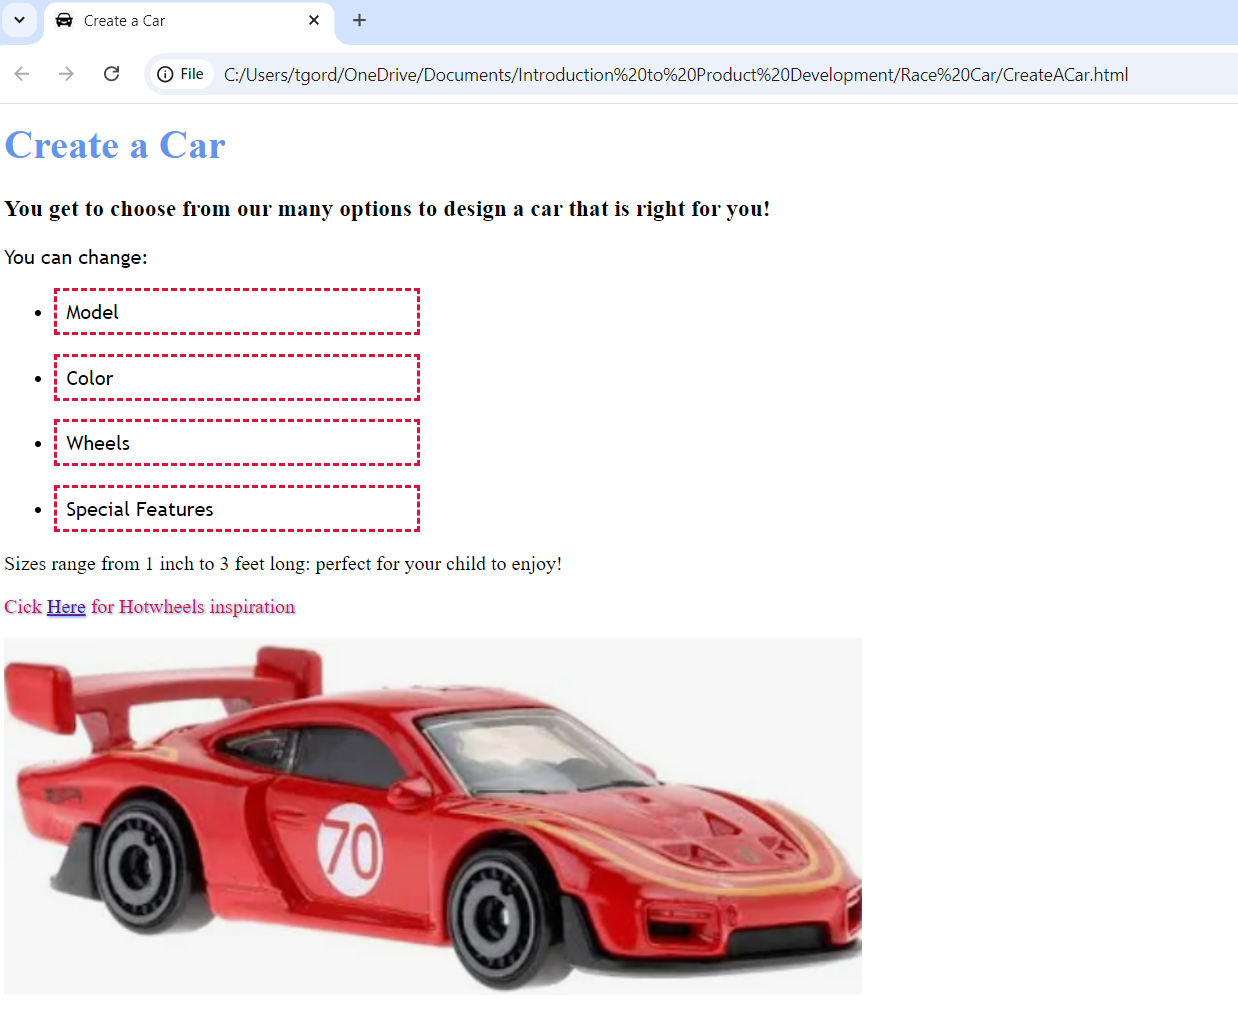 Create a Car
File C:/Users/tgord/OneDrive/Documents/Introduction%20to%20Product%20Development/Race%20Car/CreateACar.html
Create a Car
You get to choose from our many options to design a car that is right for you!
You can change:
Model
Color
Wheels
Special Features
Sizes range from 1 inch to 3 feet long: perfect for your child to enjoy!
Cick Here for Hotwheels inspiration
70